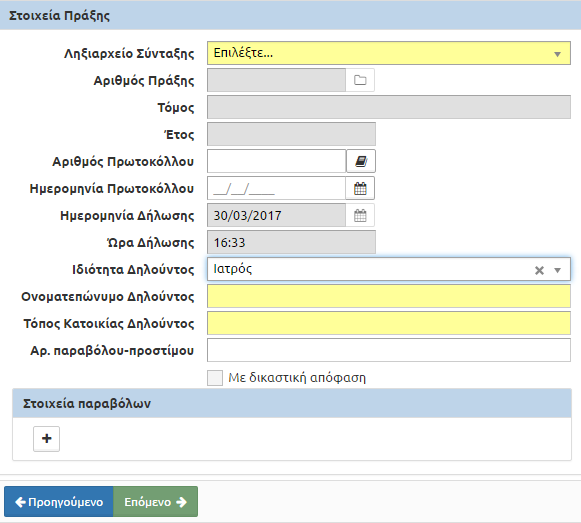 Στοιχεία Πράξης
Ληξιαρχείο Σύνταξης Επιλέξτε...
Αριθμός Πράξης
Τόμος
Έτος
Αριθμός Πρωτοκόλλου
Ημερομηνία Πρωτοκόλλου __/__/____
Ημερομηνία Δήλωσης 30/03/2017
Ώρα Δήλωσης 16:33
Ιδιότητα Δηλούντος Ιατρός
Ονοματεπώνυμο Δηλούντος
Τόπος Κατοικίας Δηλούντος
Αρ. παραβόλου-προστίμου
Με δικαστική απόφαση
Στοιχεία παραβόλων
Προηγούμενο Επόμενο